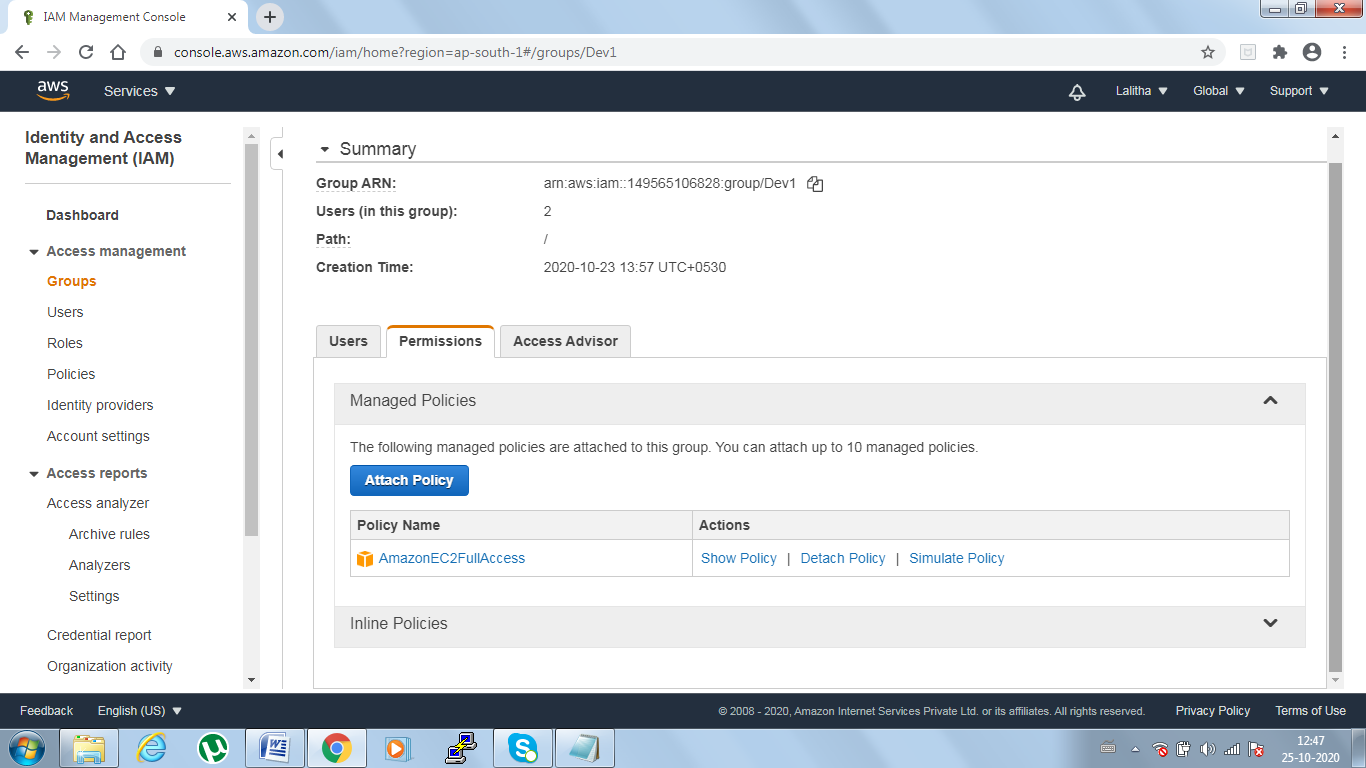 IAM Management Console
console.aws.amazon.com/iam/home?region=ap-south-1#/groups/Dev1
aws
Services
Lalitha
Global
Support
Identity and Access
Management (IAM)
Dashboard
Access management
Groups
Users
Roles
Policies
Identity providers
Account settings
Access reports
Access analyzer
Archive rules
Analyzers
Settings
Credential report
Organization activity
Summary
Group ARN: arn:aws:iam::149565106828:group/Dev1
Users (in this group): 2
Path: /
Creation Time: 2020-10-23 13:57 UTC+0530
Users
Permissions
Access Advisor
Managed Policies
The following managed policies are attached to this group. You can attach up to 10 managed policies.
Attach Policy
Policy Name Actions
AmazonEC2FullAccess Show Policy | Detach Policy | Simulate Policy
Inline Policies
Feedback
English (US)
© 2008 - 2020, Amazon Internet Services Private Ltd. or its affiliates. All rights reserved.
Privacy Policy
Terms of Use
12:47
25-10-2020